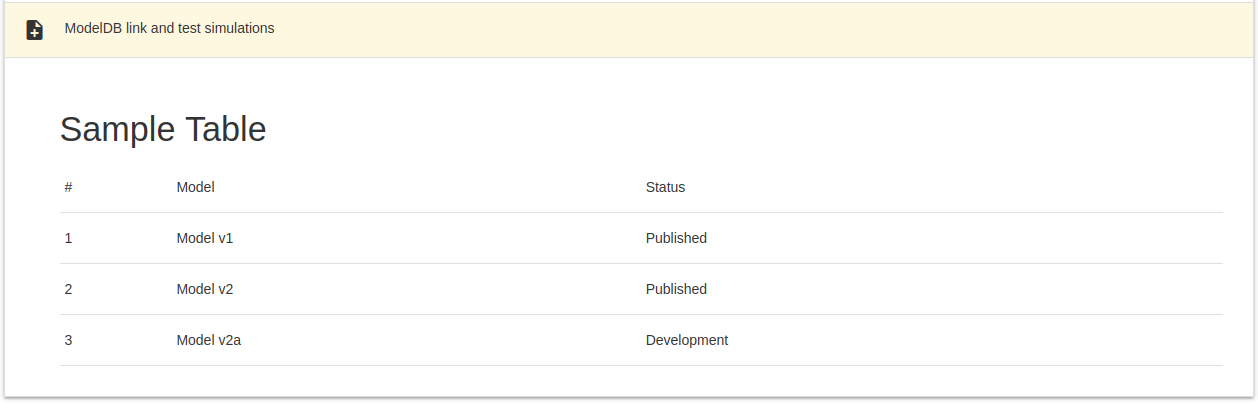 ModelDB link and test simulations
Sample Table
# Model Status
1 Model v1 Published
2 Model v2 Published
3 Model v2a Development